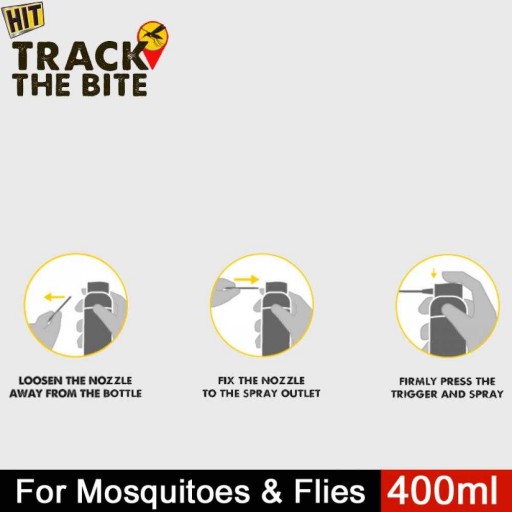 HIT
TRACK
THE BITE
LOOSEN THE NOZZLE
AWAY FROM THE BOTTLE
FIX THE NOZZLE
TO THE SPRAY OUTLET
FIRMLY PRESS THE
TRIGGER AND SPRAY
For Mosquitoes & Flies 400ml